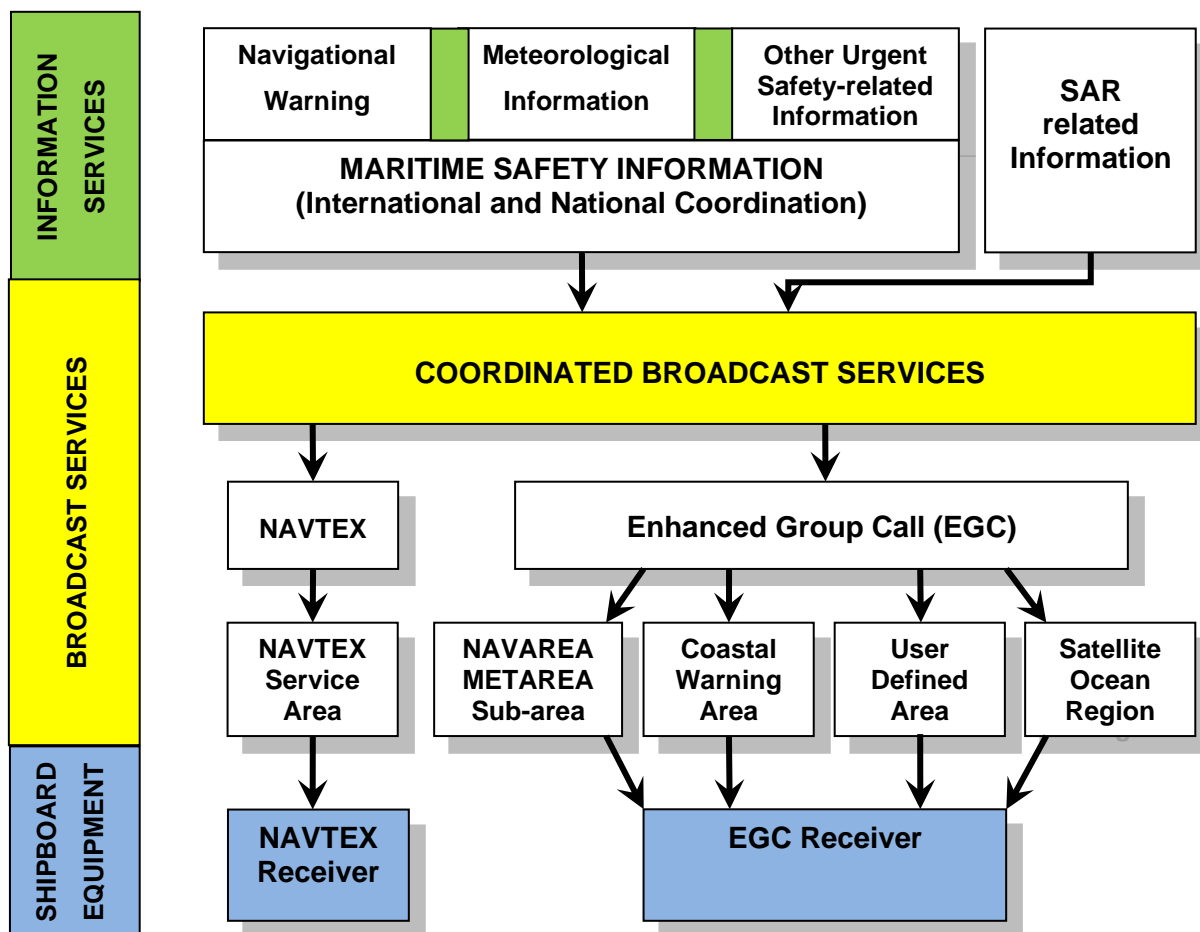 INFORMATION
SERVICES
Navigational
Warning
Meteorological
Information
Other Urgent
Safety-related
Information
MARITIME SAFETY INFORMATION
(International and National Coordination)
SAR
related
Information
BROADCAST SERVICES
COORDINATED BROADCAST SERVICES
NAVTEX
Enhanced Group Call (EGC)
NAVTEX
Service
Area
NAVAREA
METAREA
Sub-area
Coastal
Warning
Area
User
Defined
Area
Satellite
Ocean
Region
SHIPBOARD
EQUIPMENT
NAVTEX
Receiver
EGC Receiver